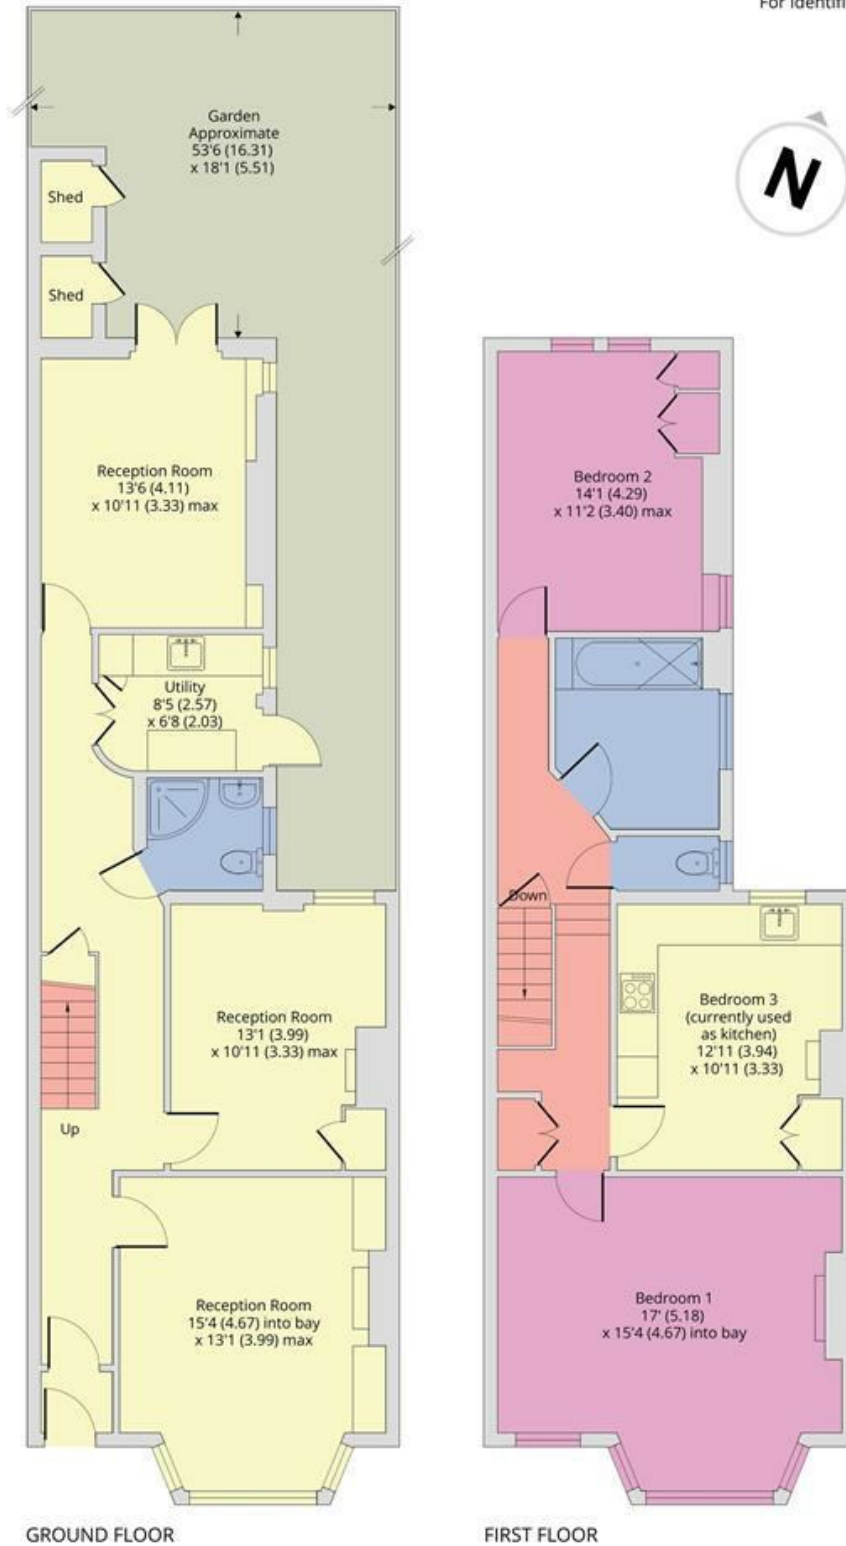 For identifi
Garden
Approximate
53'6 (16.31)
x 18'1 (5.51)
N
Shed
Shed
Reception Room
13'6 (4.11)
x 10'11 (3.33) max
Utility
8'5 (2.57)
x 6'8 (2.03)
Reception Room
13'1 (3.99)
x 10'11 (3.33) max
Up
Reception Room
15'4 (4.67) into bay
x 13'1 (3.99) max
GROUND FLOOR
Bedroom 2
14'1 (4.29)
x 11'2 (3.40) max
Down
Bedroom 3
(currently used
as kitchen)
12'11 (3.94)
x 10'11 (3.33)
Bedroom 1
17' (5.18)
x 15'4 (4.67) into bay
FIRST FLOOR